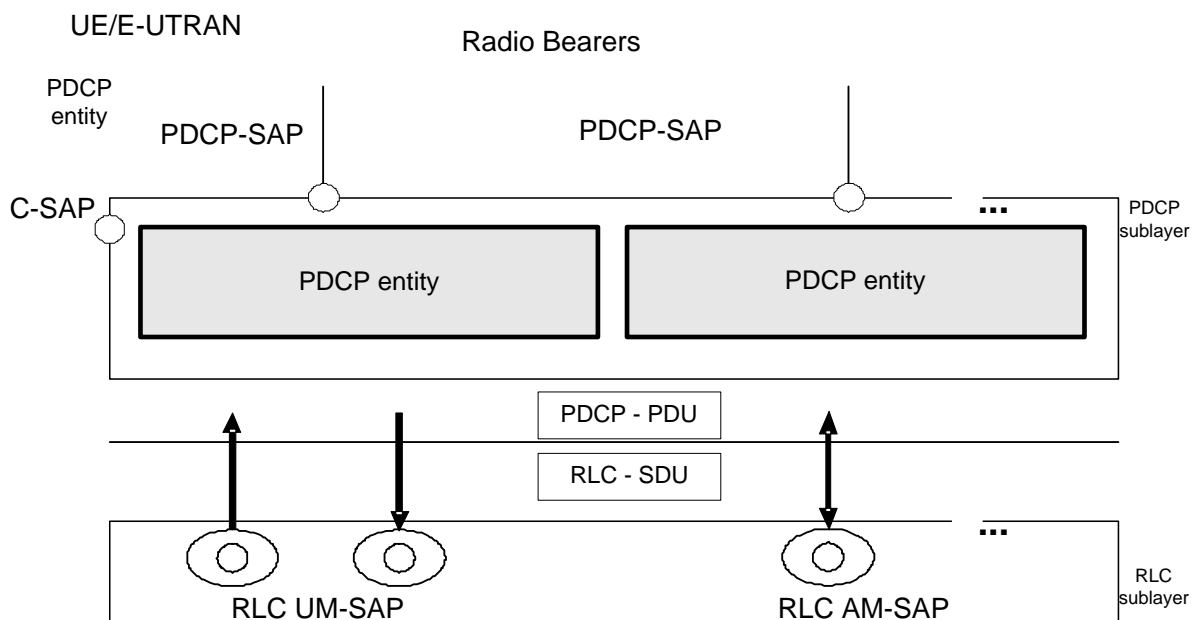 UE/E-UTRAN
Radio Bearers
PDCP
entity
PDCP-SAP
PDCP-SAP
C-SAP
...
PDCP
sublayer
PDCP entity
PDCP entity
PDCP - PDU
RLC - SDU
...
RLC UM-SAP
RLC AM-SAP
RLC
sublayer